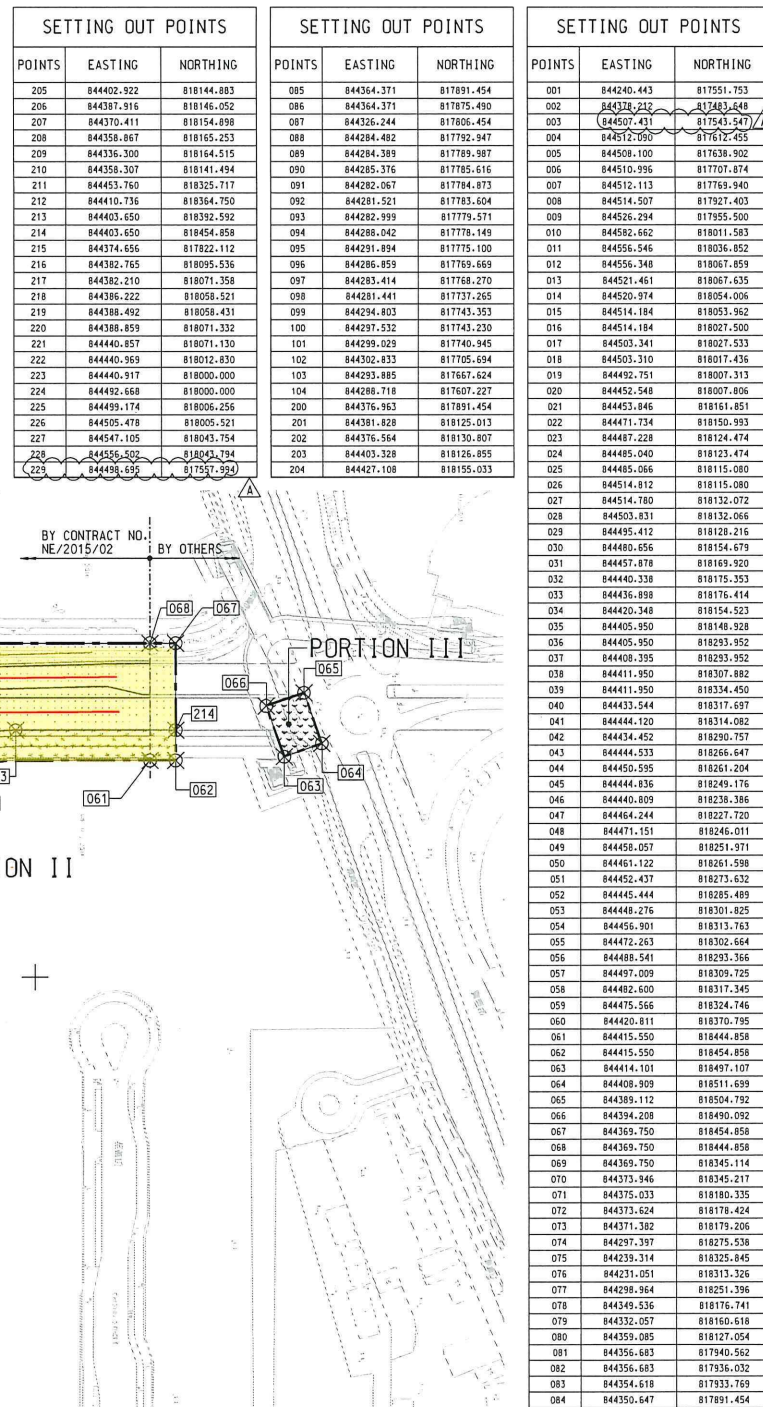 SETTING OUT POINTS
POINTS EASTING NORTHING
205 844402.922 818144.883
206 844387.916 818146.052
207 844370.411 818154.898
208 844358.867 818165.253
209 844336.300 818164.515
210 844358.307 818141.494
211 844453.760 818325.717
212 844410.736 818364.750
213 844403.650 818392.592
214 844403.650 818454.858
215 844374.656 817822.112
216 844382.765 818095.536
217 844382.210 818071.358
218 844386.222 818058.521
219 844388.492 818058.431
220 844388.859 818071.332
221 844440.857 818071.130
222 844440.969 818012.830
223 844440.917 818000.000
224 844492.668 818000.000
225 844499.174 818006.256
226 844505.478 818005.521
227 844547.105 818043.754
228 844556.502 818043.794
229 844498.695 817557.994
SETTING OUT POINTS
POINTS EASTING NORTHING
085 844364.371 817891.454
086 844364.371 817875.490
087 844326.244 817806.454
088 844284.482 817792.947
089 844284.389 817789.987
090 844285.376 817785.616
091 844282.067 817784.873
092 844281.521 817783.604
093 844282.999 817779.571
094 844288.042 817778.149
095 844291.894 817775.100
096 844286.859 817769.669
097 844283.414 817768.270
098 844281.441 817737.265
099 844294.803 817743.353
100 844297.532 817743.230
101 844299.029 817740.945
102 844302.833 817705.694
103 844293.885 817667.624
104 844288.718 817607.227
200 844376.963 817891.454
201 844381.828 818125.013
202 844376.564 818130.807
203 844403.328 818126.855
204 844427.108 818155.033
SETTING OUT POINTS
POINTS EASTING NORTHING
001 844240.443 817551.753
002 844378.212 817483.648
003 844507.431 817543.547
004 844512.090 817612.455
005 844508.100 817638.902
006 844510.996 817707.874
007 844512.113 817769.940
008 844514.507 817927.403
009 844526.294 817955.500
010 844582.662 818011.583
011 844556.546 818036.852
012 844556.348 818067.859
013 844521.461 818067.635
014 844520.974 818054.006
015 844514.184 818053.962
016 844514.184 818027.500
017 844503.341 818027.533
018 844503.310 818017.436
019 844492.751 818007.313
020 844452.548 818007.806
021 844453.846 818161.851
022 844471.734 818150.993
023 844487.228 818124.474
024 844485.040 818123.474
025 844485.066 818115.080
026 844514.812 818115.080
027 844514.780 818132.072
028 844503.831 818132.066
029 844495.412 818128.216
030 844480.656 818154.679
031 844457.878 818169.920
032 844440.338 818175.353
033 844436.898 818176.414
034 844420.348 818154.523
035 844405.950 818148.928
036 844405.950 818293.952
037 844408.395 818293.952
038 844411.950 818307.882
039 844411.950 818334.450
040 844433.544 818317.697
041 844444.120 818314.082
042 844434.452 818290.757
043 844444.533 818266.647
044 844450.595 818261.204
045 844444.836 818249.176
046 844440.809 818238.386
047 844464.244 818227.720
048 844471.151 818246.011
049 844458.057 818251.971
050 844461.122 818261.598
051 844452.437 818273.632
052 844445.444 818285.489
053 844448.276 818301.825
054 844456.901 818313.763
055 844472.263 818302.664
056 844488.541 818293.366
057 844497.009 818309.725
058 844482.600 818317.345
059 844475.566 818324.746
060 844420.811 818370.795
061 844415.550 818444.858
062 844415.550 818454.858
063 844414.101 818497.107
064 844408.909 818511.699
065 844389.112 818504.792
066 844394.208 818490.092
067 844369.750 818454.858
068 844369.750 818444.858
069 844369.750 818345.114
070 844373.946 818345.217
071 844375.033 818180.335
072 844373.624 818178.424
073 844371.382 818179.206
074 844297.397 818275.538
075 844239.314 818325.845
076 844231.051 818313.326
077 844298.964 818251.396
078 844349.536 818176.741
079 844332.057 818160.618
080 844359.085 818127.054
081 844356.683 817940.562
082 844356.683 817936.032
083 844354.618 817933.769
084 844350.647 817891.454
A
BY CONTRACT NO.
NE/2015/02
BY OTHERS
068
067
PORTION III
065
066
214
3
061
062
063
064
ON II